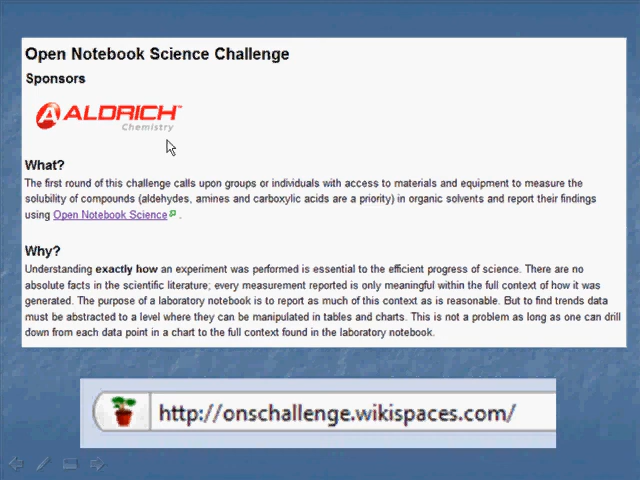 Open Notebook Science Challenge
Sponsors
ALDRICH™
Chemistry
What?
The first round of this challenge calls upon groups or individuals with access to materials and equipment to measure the
solubility of compounds (aldehydes, amines and carboxylic acids are a priority) in organic solvents and report their findings
using Open Notebook Science .
Why?
Understanding exactly how an experiment was performed is essential to the efficient progress of science. There are no
absolute facts in the scientific literature; every measurement reported is only meaningful within the full context of how it was
generated. The purpose of a laboratory notebook is to report as much of this context as is reasonable. But to find trends data
must be abstracted to a level where they can be manipulated in tables and charts. This is not a problem as long as one can drill
down from each data point in a chart to the full context found in the laboratory notebook.
http://onschallenge.wikispaces.com/